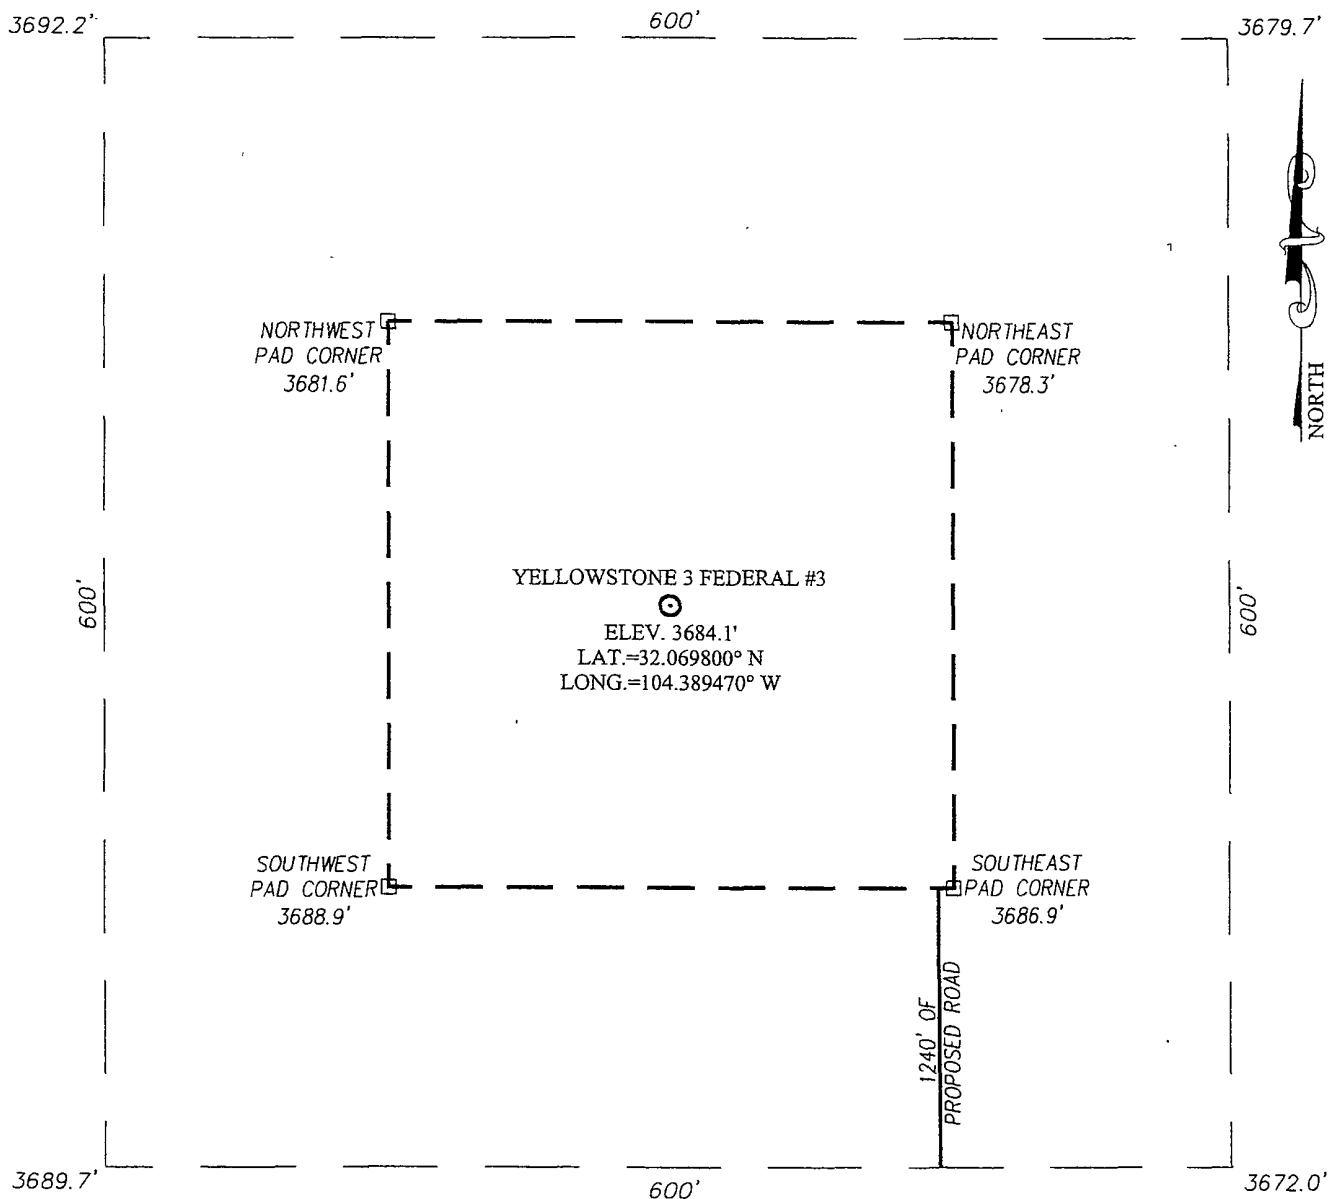 3692.2'
600'
3679.7'
NORTH
NORTHWEST
PAD CORNER
3681.6'
NORTHEAST
PAD CORNER
3678.3'
600'
YELLOWSTONE 3 FEDERAL #3
ELEV. 3684.1'
LAT.=32.069800° N
LONG.=104.389470° W
600'
SOUTHWEST
PAD CORNER
3688.9'
SOUTHEAST
PAD CORNER
3686.9'
1240' OF
PROPOSED ROAD
3689.7'
600'
3672.0'